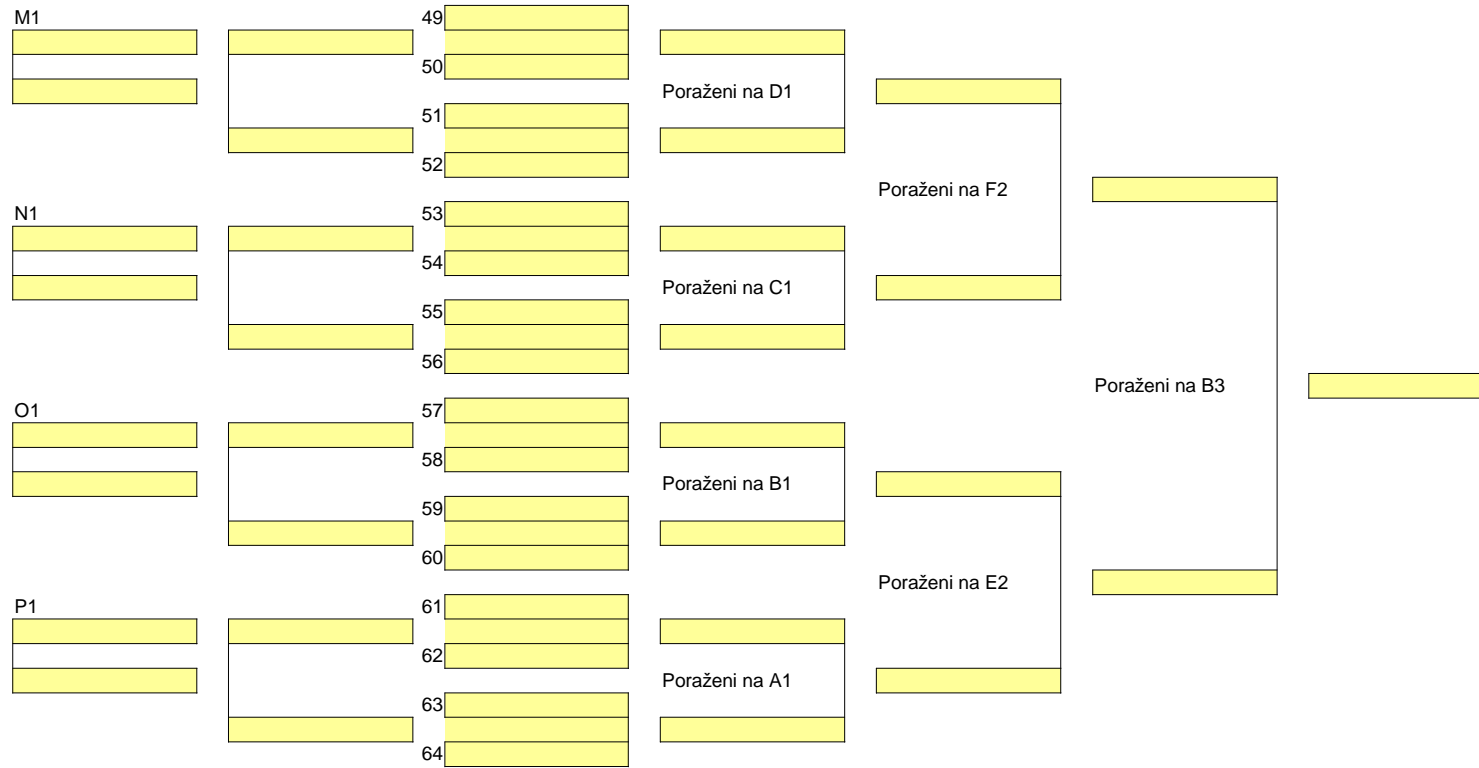 M1
49
50
Poraženi na D1
51
52
Poraženi na F2
N1
53
54
Poraženi na C1
55
56
Poraženi na B3
O1
57
58
Poraženi na B1
59
60
Poraženi na E2
P1
61
62
Poraženi na A1
63
64